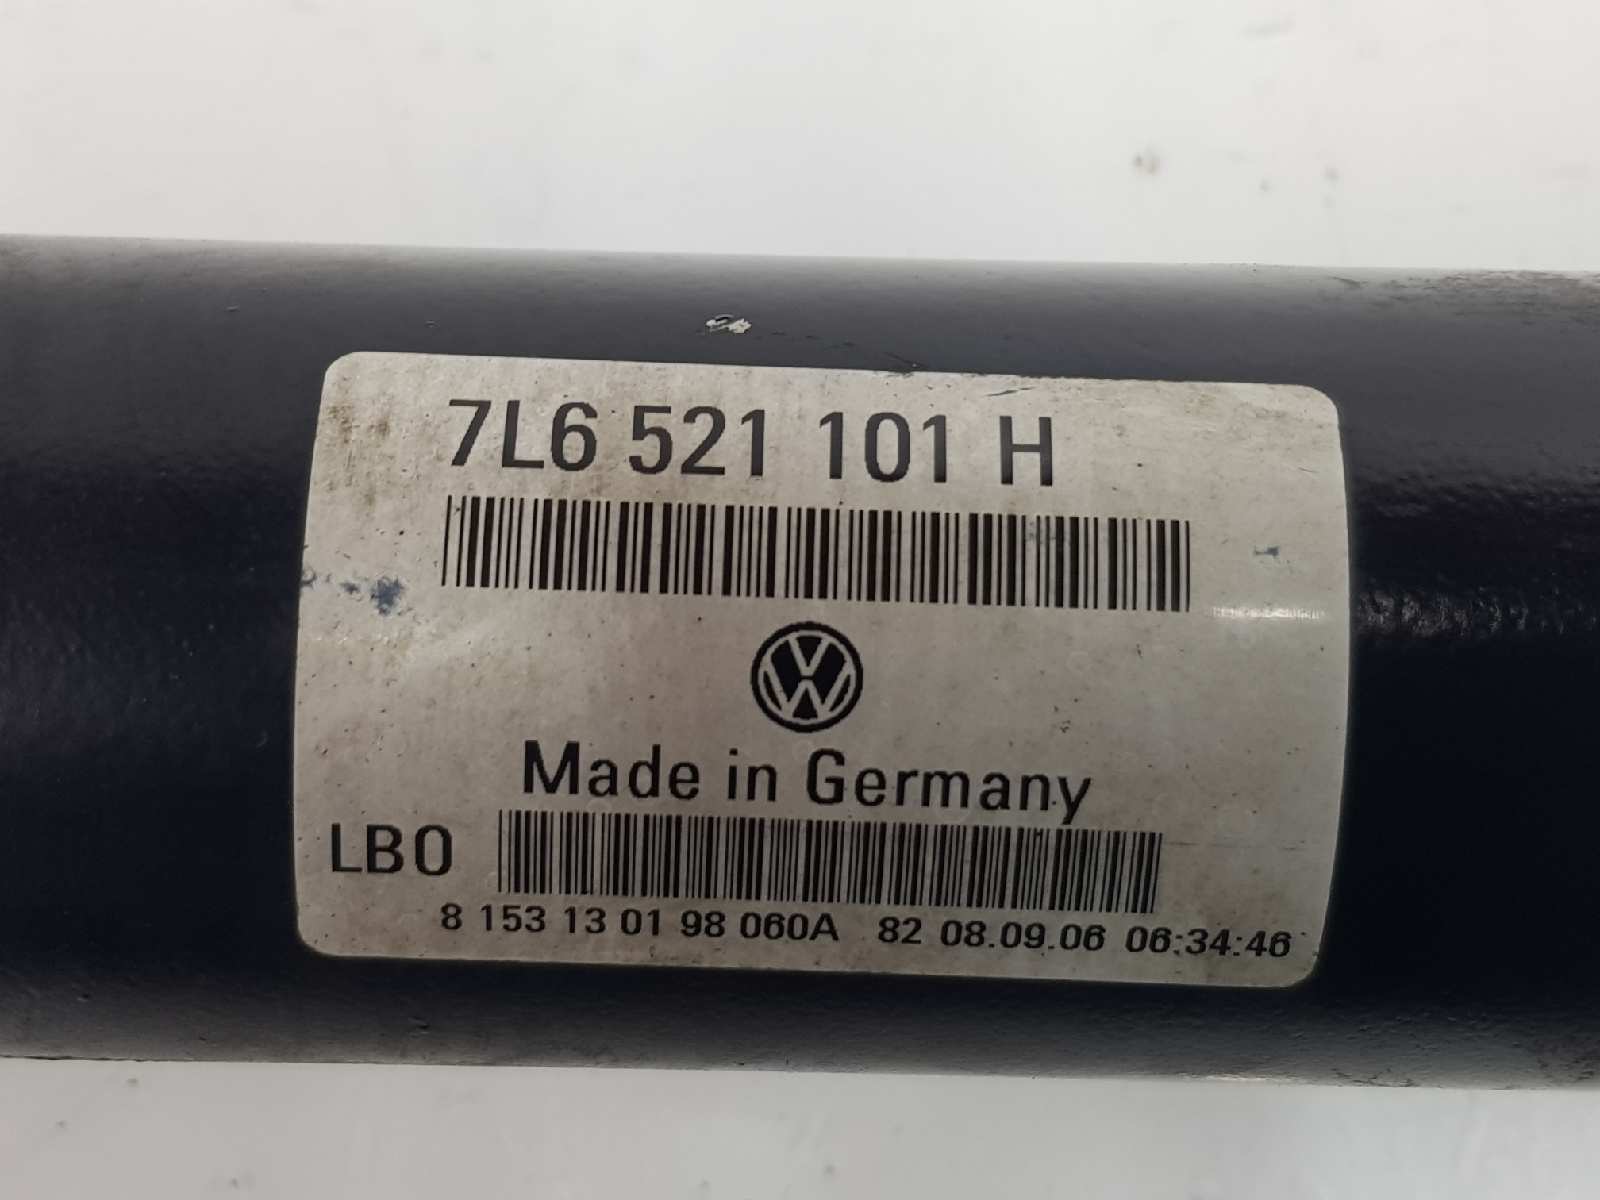 7L6 521 101 H
Made in Germany
LB0
8 153 13 01 98 060A 82 08.09.06 06:34:46